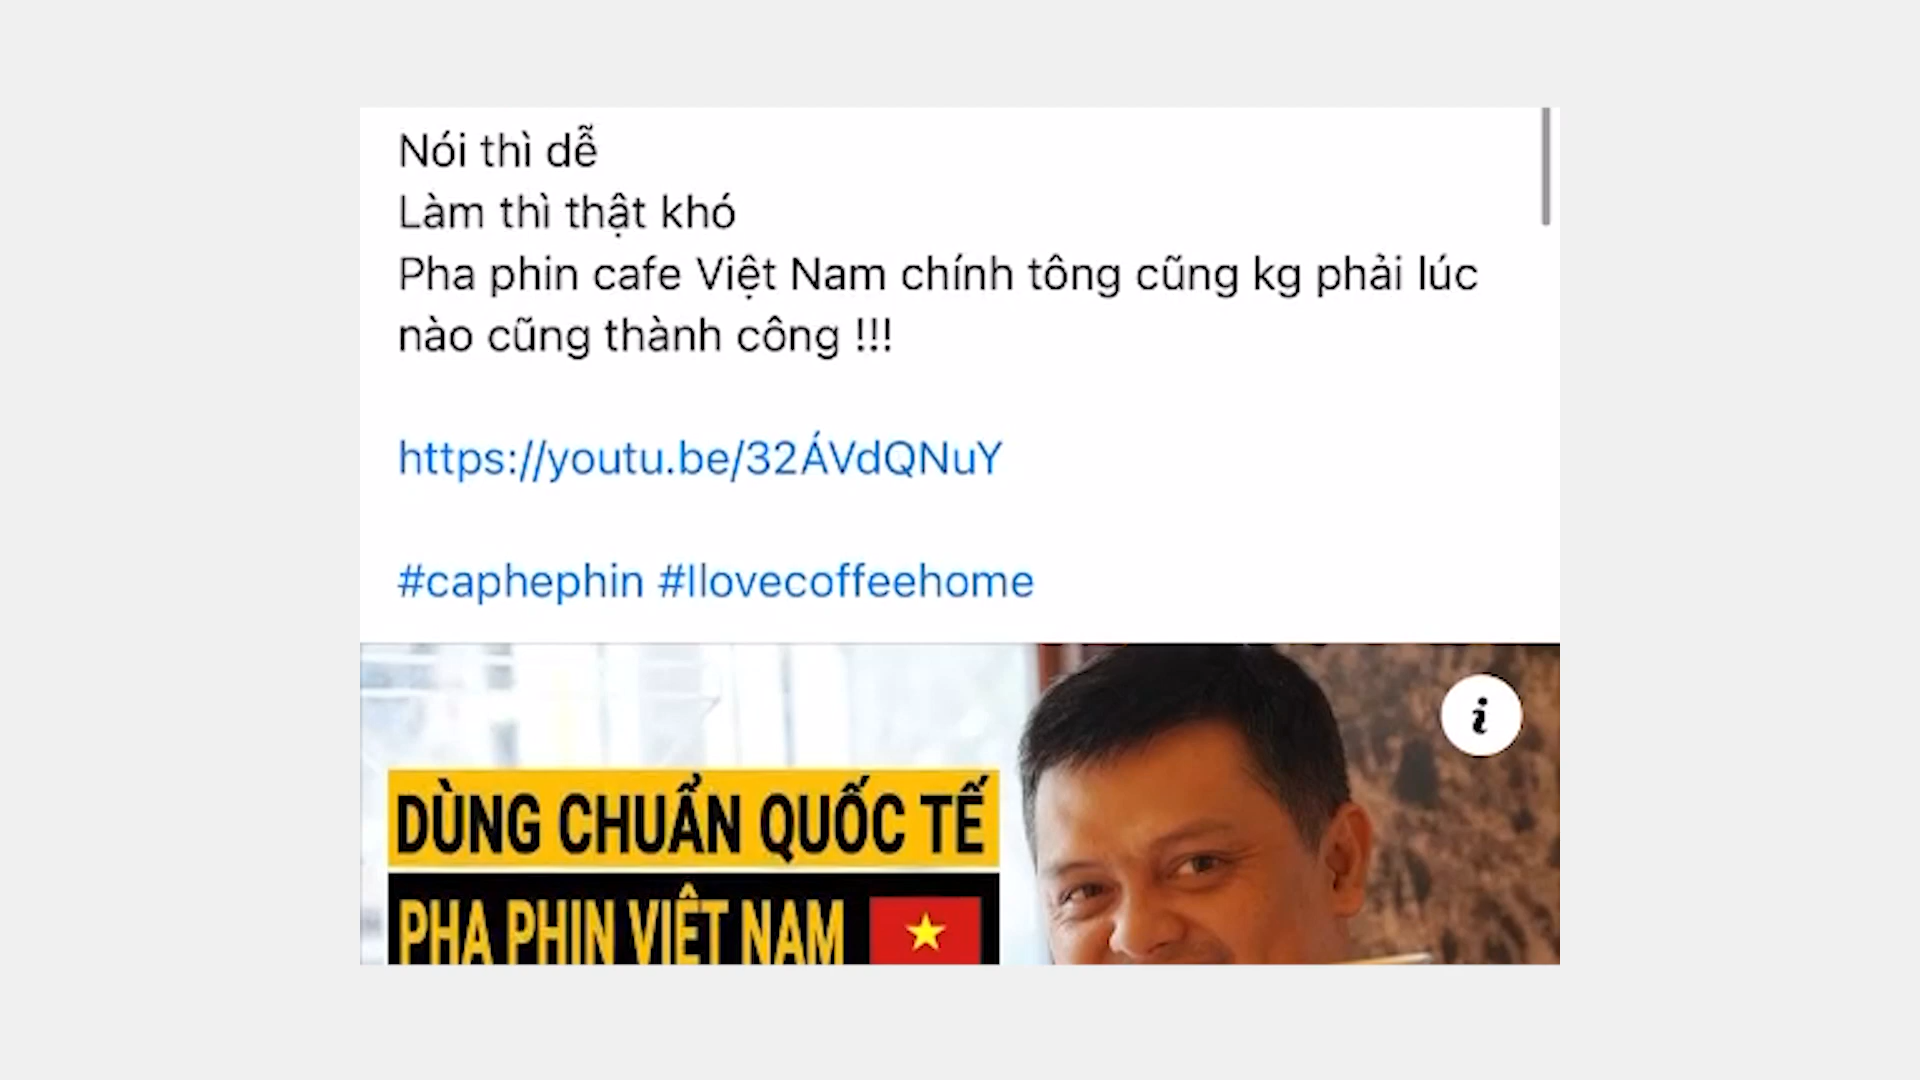 Nói thì dễ
Làm thì thật khó
Pha phin cafe Việt Nam chính tông cũng kg phải lúc
nào cũng thành công !!!
https://youtu.be/32ÁVdQNuY
#caphephin #Ilovecoffeehome
DÙNG CHUẨN QUỐC TẾ
PHA PHIN VIỆT NAM
i